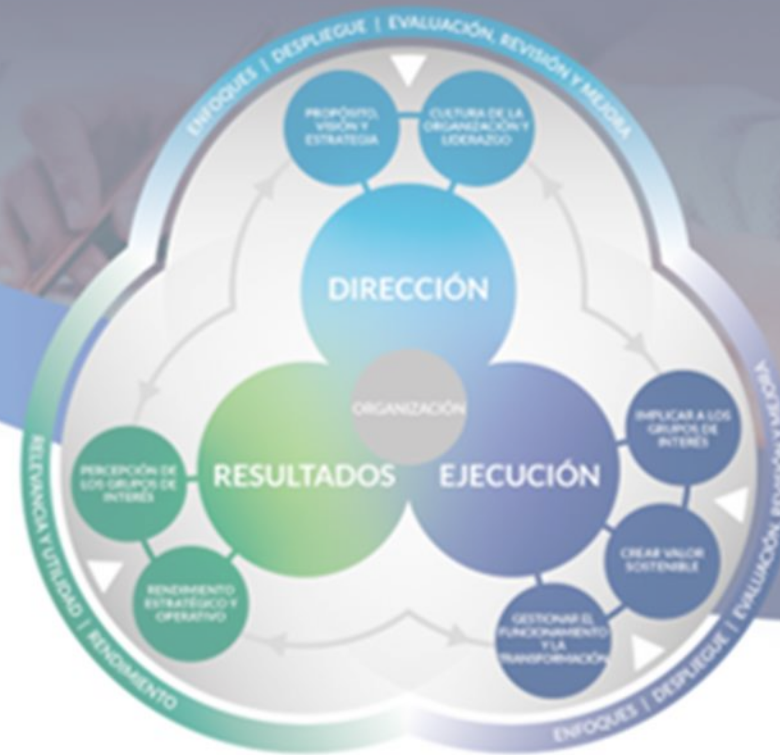 ENFOQUES | DESPLIEGUE | EVALUACIÓN, REVISIÓN Y MEJORA
PROPÓSITO,
VISIÓN Y
ESTRATEGIA
CULTURA DE LA
ORGANIZACIÓN Y
LIDERAZGO
DIRECCIÓN
ORGANIZACIÓN
RESULTADOS
EJECUCIÓN
PERCEPCIÓN DE
LOS GRUPOS DE
INTERÉS
RENDIMIENTO
ESTRATÉGICO Y
OPERATIVO
IMPLICAR A LOS
GRUPOS DE
INTERÉS
CREAR VALOR
SOSTENIBLE
GESTIONAR EL
FUNCIONAMIENTO
Y LA
TRANSFORMACIÓN
RELEVANCIA Y UTILIDAD | RENDIMIENTO
ENFOQUES | DESPLIEGUE | EVALUACIÓN, MEJORA